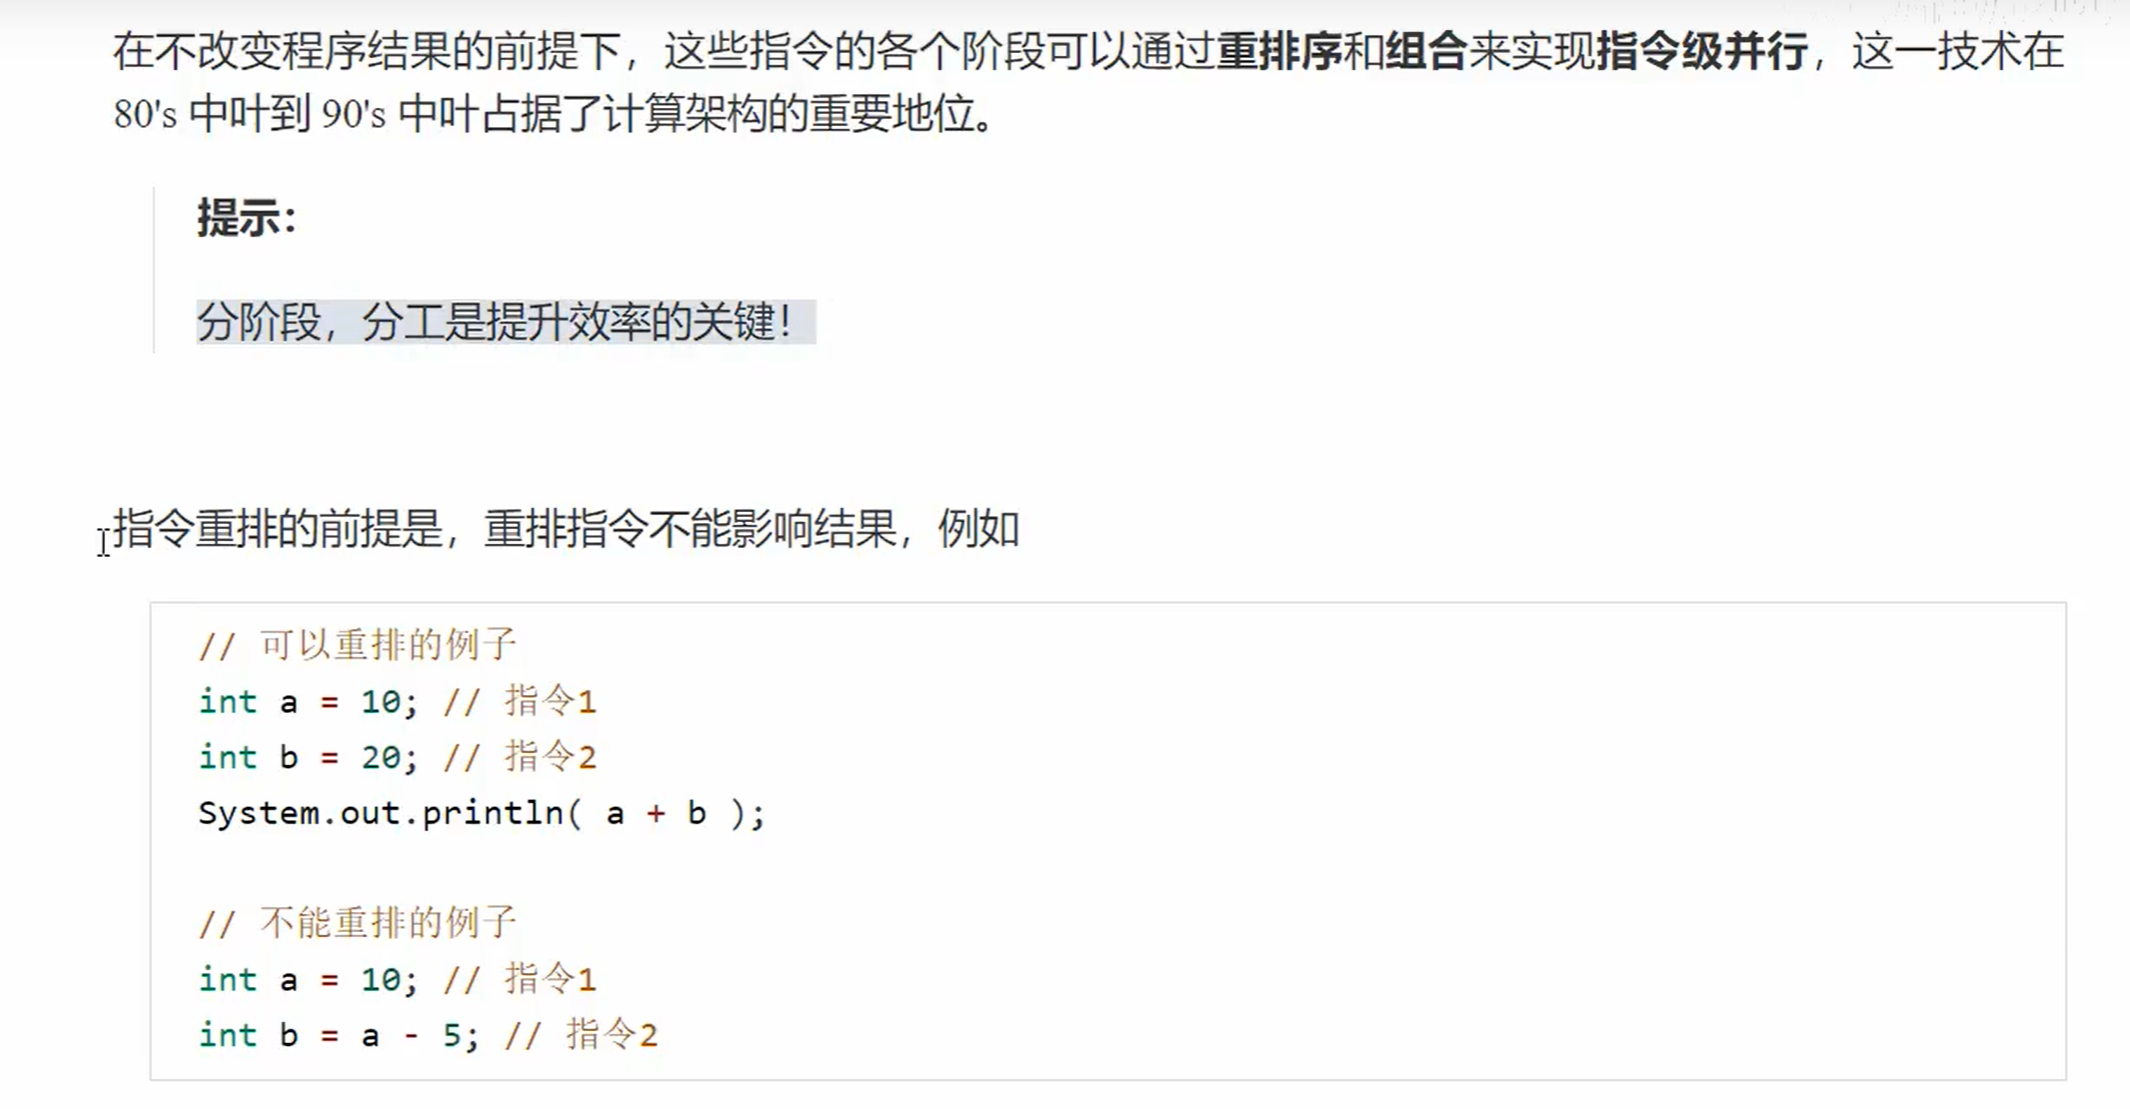 在不改变程序结果的前提下，这些指令的各个阶段可以通过重排序和组合来实现指令级并行，这一技术在
80's 中叶到 90's 中叶占据了计算架构的重要地位。
提示：
分阶段，分工是提升效率的关键！
指令重排的前提是，重排指令不能影响结果，例如
// 可以重排的例子
int a = 10; // 指令1
int b = 20; // 指令2
System.out.println( a + b );
// 不能重排的例子
int a = 10; // 指令1
int b = a - 5; // 指令2